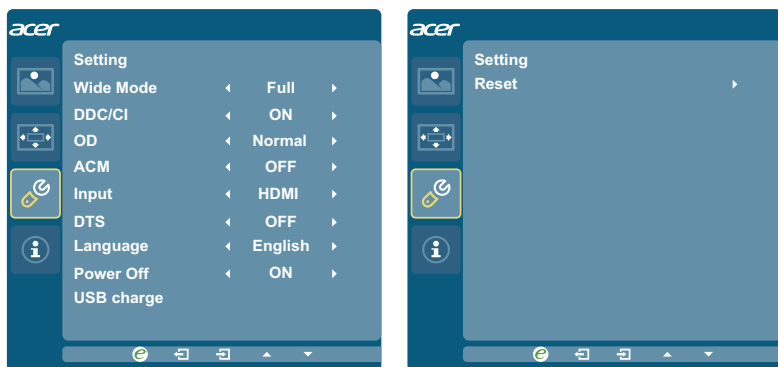 acer
Setting
Wide Mode Full
DDC/CI ON
OD Normal
ACM OFF
Input HDMI
DTS OFF
Language English
Power Off ON
USB charge
e
acer
Setting
Reset
e